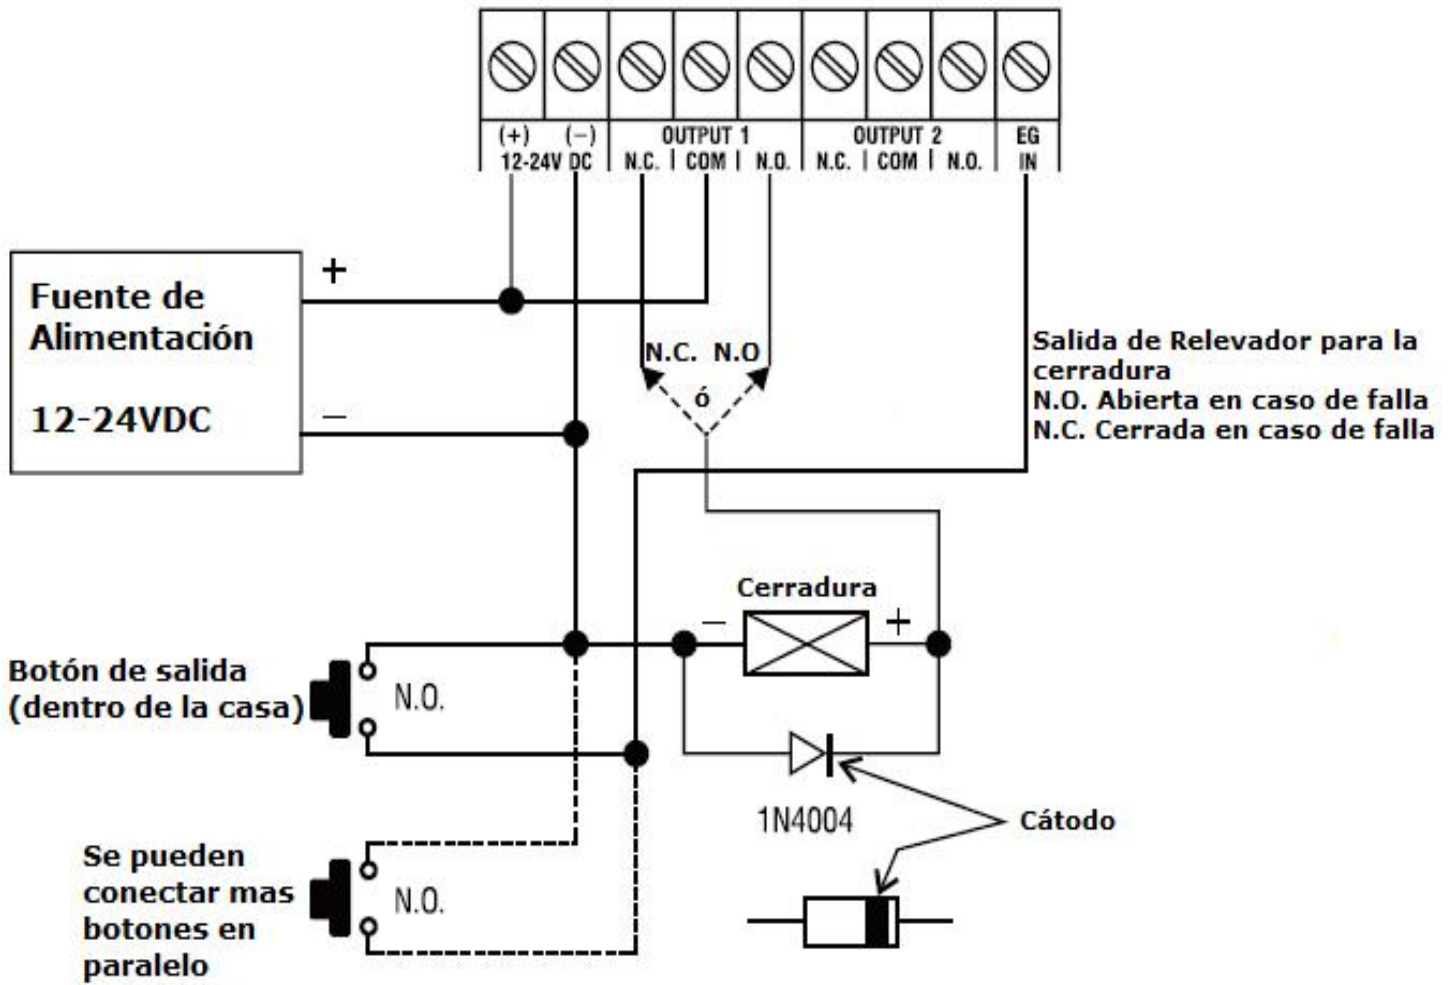 (+) (−) OUTPUT 1 OUTPUT 2 EG
12-24V DC N.C. | COM | N.O. N.C. | COM | N.O. IN
+
Fuente de
Alimentación
12-24VDC
−
N.C. N.O
ó
Salida de Relevador para la
cerradura
N.O. Abierta en caso de falla
N.C. Cerrada en caso de falla
Cerradura
− +
Botón de salida
(dentro de la casa)
N.O.
1N4004
Cátodo
Se pueden
conectar mas
botones en
paralelo
N.O.